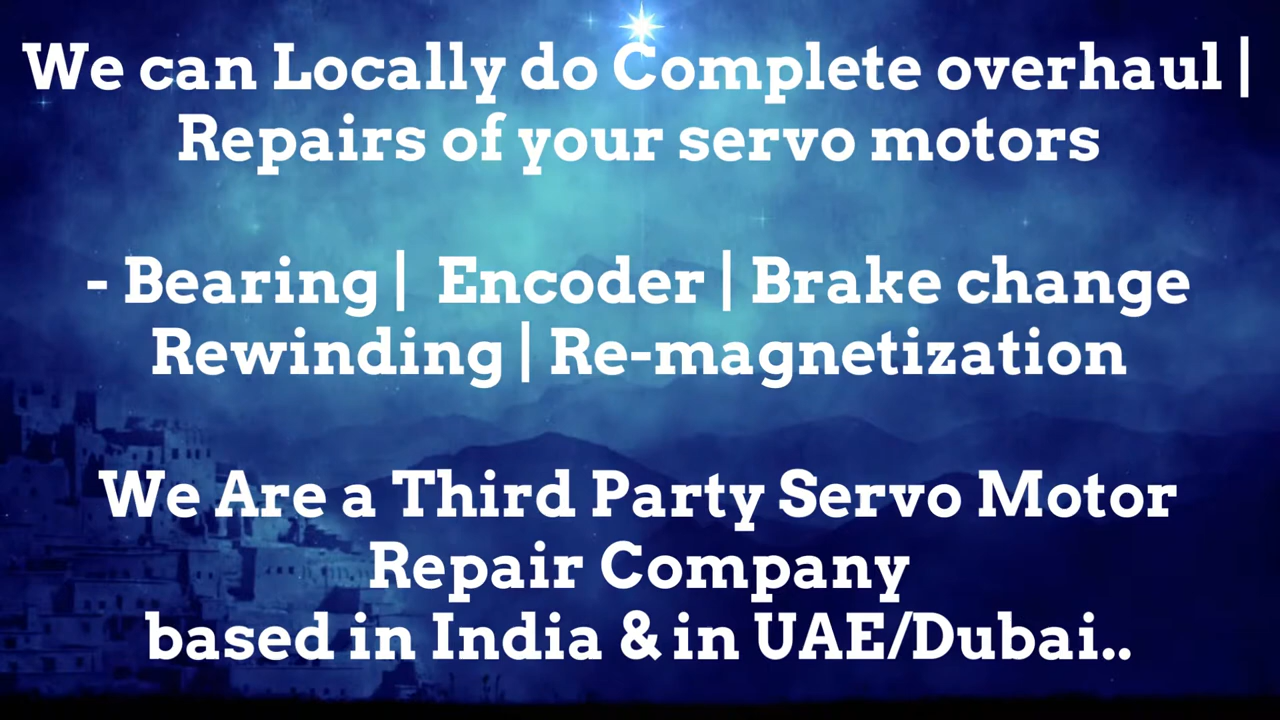 We can Locally do Complete overhaul |
Repairs of your servo motors
- Bearing | Encoder | Brake change
Rewinding | Re-magnetization
We Are a Third Party Servo Motor
Repair Company
based in India & in UAE/Dubai..